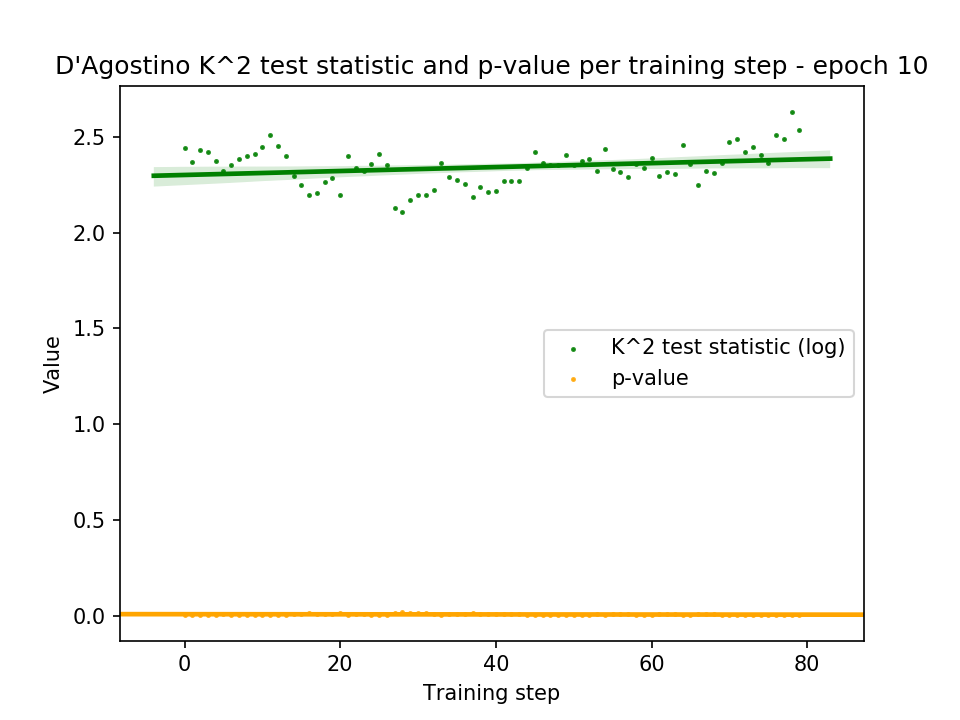 D'Agostino K^2 test statistic and p-value per training step - epoch 10
2.5
2.0
1.5
1.0
0.5
0.0
Value
K^2 test statistic (log)
p-value
0 20 40 60 80
Training step